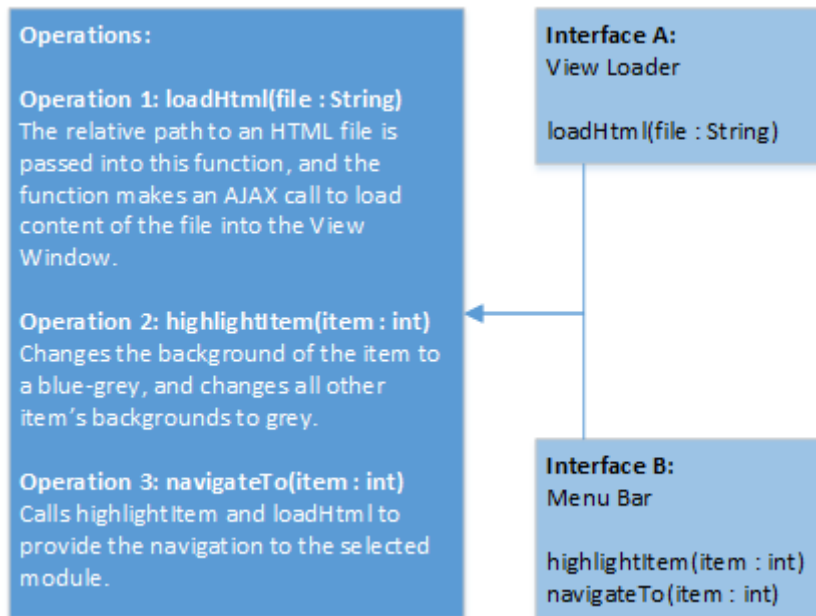 Operations:
Operation 1: loadHtml(file : String)
The relative path to an HTML file is
passed into this function, and the
function makes an AJAX call to load
content of the file into the View
Window.
Operation 2: highlightItem(item : int)
Changes the background of the item to
a blue-grey, and changes all other
item's backgrounds to grey.
Operation 3: navigateTo(item : int)
Calls highlightItem and loadHtml to
provide the navigation to the selected
module.
Interface A:
View Loader
loadHtml(file : String)
Interface B:
Menu Bar
highlightItem(item : int)
navigateTo(item : int)